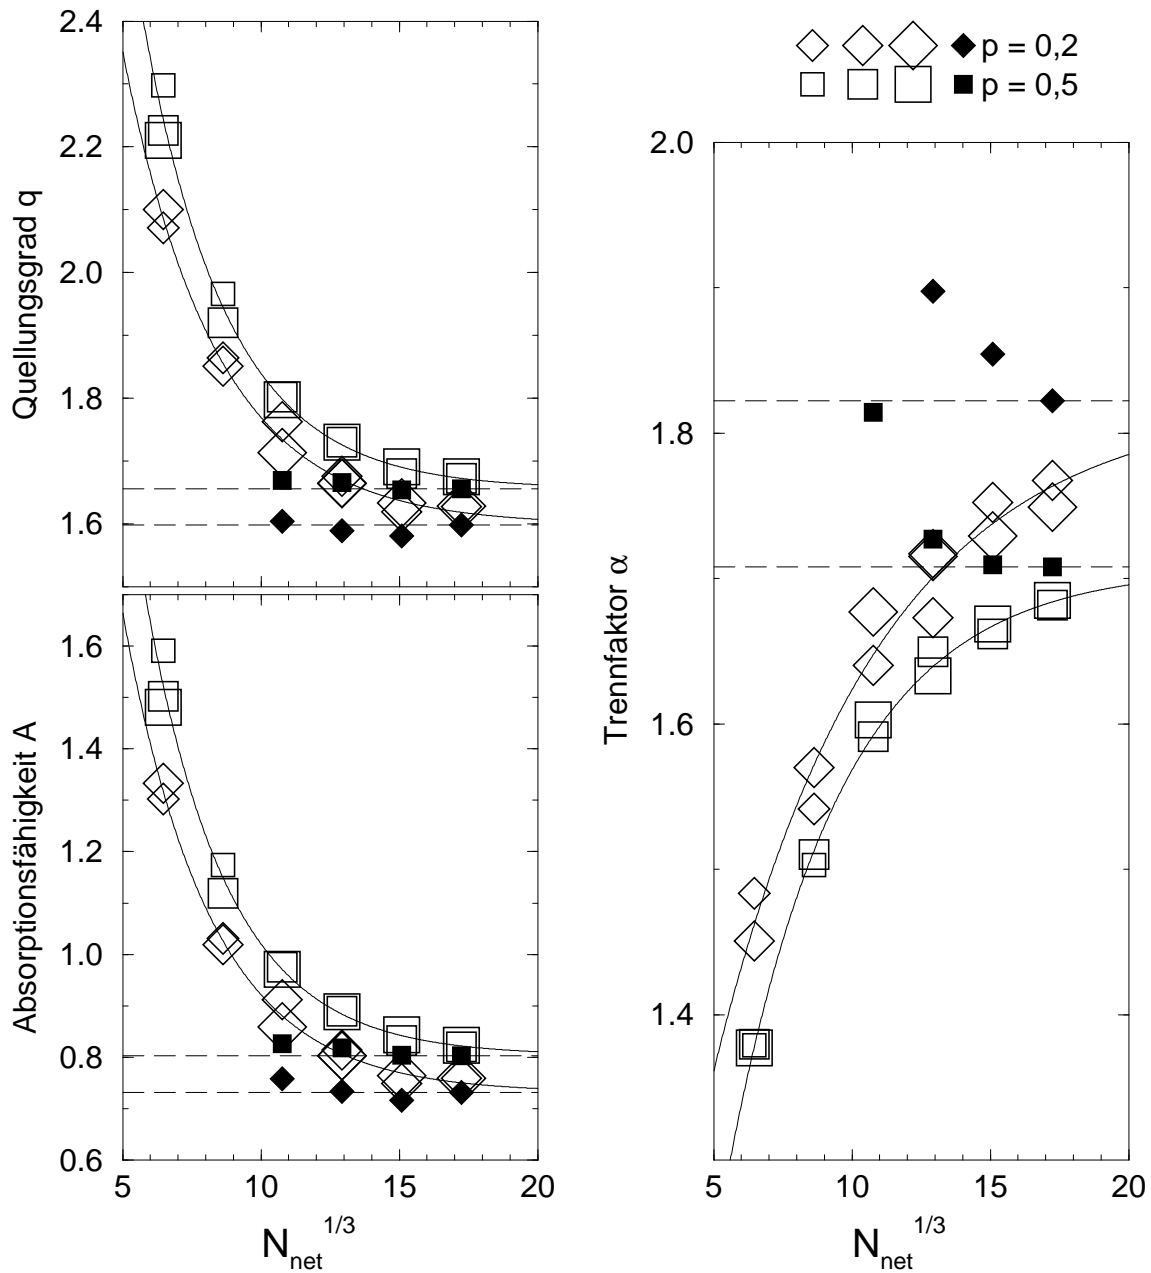 2.4
2.2
2.0
1.8
1.6
Quellungsgrad q
1.6
1.4
1.2
1.0
0.8
0.6
Absorptionsfähigkeit A
5 10 15 20
N_net^1/3
p = 0,2
p = 0,5
2.0
1.8
1.6
1.4
Trennfaktor α
5 10 15 20
N_net^1/3